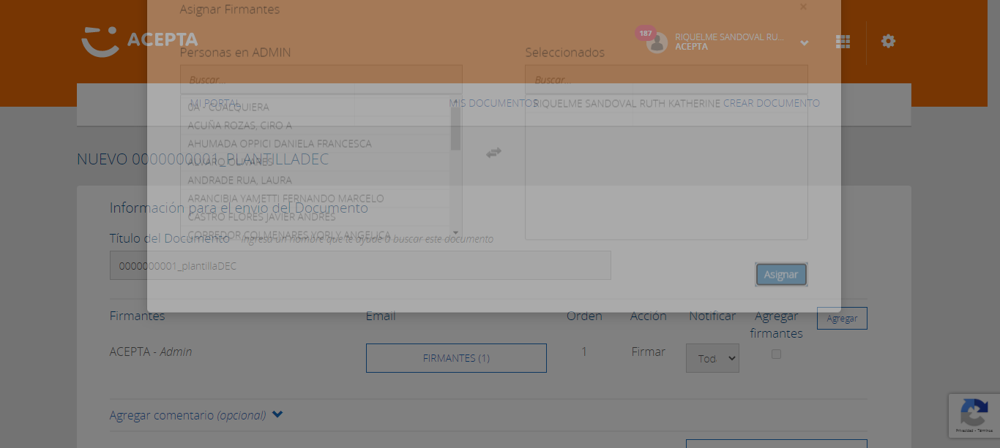 Asignar Firmantes
×
ACEPTA
187
RIQUELME SANDOVAL RU...
ACEPTA
Personas en ADMIN
Seleccionados
Buscar...
Buscar...
MI PORTAL
MIS DOCUMENTOS
CREAR DOCUMENTO
0A - CUALQUIERA
RIQUELME SANDOVAL RUTH KATHERINE
ACUÑA ROZAS, CIRO A
AHUMADA OPPICI DANIELA FRANCESCA
NUEVO 0000000001_PLANTILLADEC
ALVARO OLIVARES
ANDRADE RUA, LAURA
ARANCIBIA YAMETTI FERNANDO MARCELO
Información para el envío del Documento
CASTRO FLORES JAVIER ANDRES
CORREDOR COLMENARES YORLY ANGELICA
Título del Documento - Ingresa un nombre que te ayude a buscar este documento
0000000001_plantillaDEC
Asignar
Firmantes
Email
Orden
Acción
Notificar
Agregar firmantes
Agregar
ACEPTA - Admin
FIRMANTES (1)
1
Firmar
Tod
Agregar comentario (opcional)
Privacidad - Términos